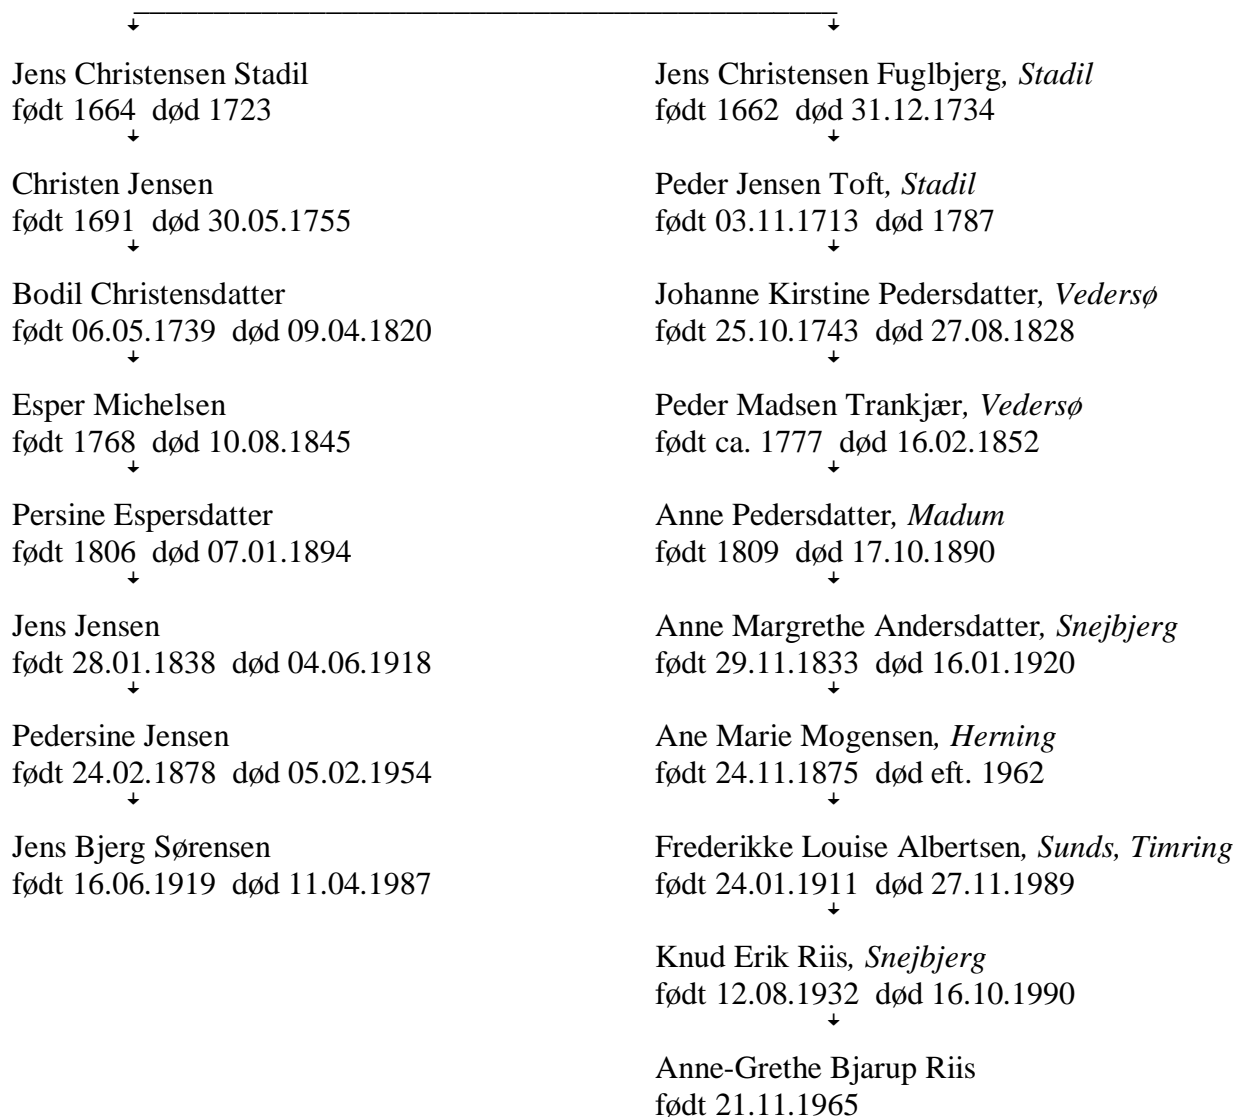 Jens Christensen Stadil
født 1664 død 1723
Christen Jensen
født 1691 død 30.05.1755
Bodil Christensdatter
født 06.05.1739 død 09.04.1820
Esper Michelsen
født 1768 død 10.08.1845
Persine Espersdatter
født 1806 død 07.01.1894
Jens Jensen
født 28.01.1838 død 04.06.1918
Pedersine Jensen
født 24.02.1878 død 05.02.1954
Jens Bjerg Sørensen
født 16.06.1919 død 11.04.1987
Jens Christensen Fuglbjerg, Stadil
født 1662 død 31.12.1734
Peder Jensen Toft, Stadil
født 03.11.1713 død 1787
Johanne Kirstine Pedersdatter, Vedersø
født 25.10.1743 død 27.08.1828
Peder Madsen Trankjær, Vedersø
født ca. 1777 død 16.02.1852
Anne Pedersdatter, Madum
født 1809 død 17.10.1890
Anne Margrethe Andersdatter, Snejbjerg
født 29.11.1833 død 16.01.1920
Ane Marie Mogensen, Herning
født 24.11.1875 død eft. 1962
Frederikke Louise Albertsen, Sunds, Timring
født 24.01.1911 død 27.11.1989
Knud Erik Riis, Snejbjerg
født 12.08.1932 død 16.10.1990
Anne-Grethe Bjarup Riis
født 21.11.1965